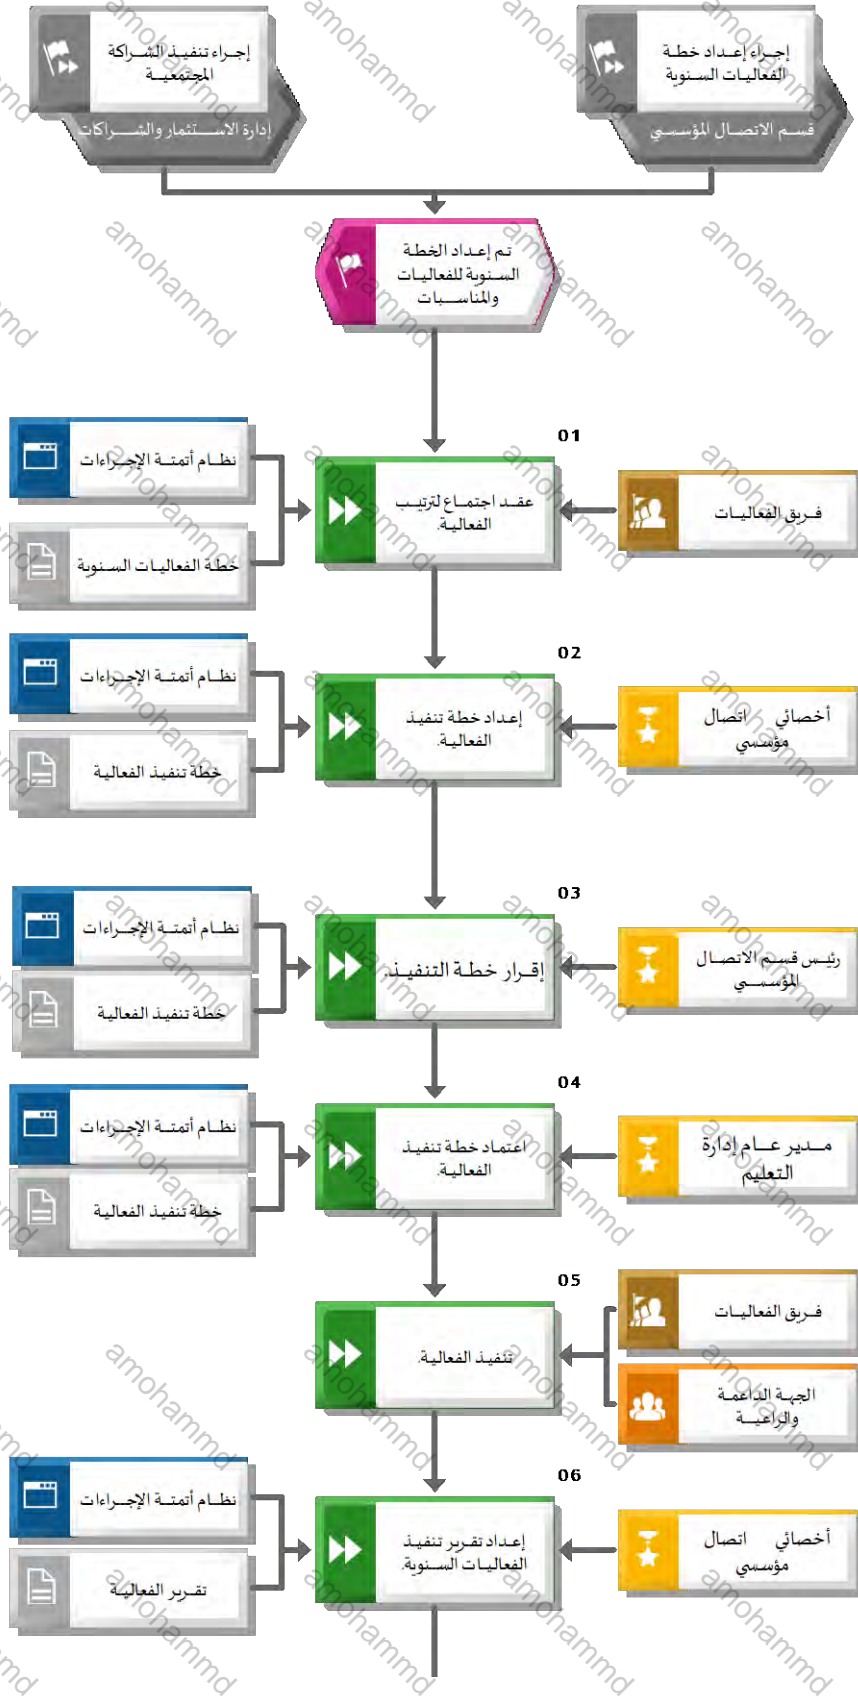 إجراء إعداد خطة
الفعاليات السنوية
قسم الاتصال المؤسسي
إجراء تنفيذ الشراكة
المجتمعية
إدارة الاستثمار والشراكات
تم إعداد الخطة
السنوية للفعاليات
والمناسبات
01
فريق الفعاليات
عقد اجتماع لترتيب
الفعالية.
نظام أتمتة الإجراءات
خطة الفعاليات السنوية
02
أخصائي اتصال
مؤسسي
إعداد خطة تنفيذ
الفعالية.
نظام أتمتة الإجراءات
خطة تنفيذ الفعالية
03
رئيس قسم الاتصال
المؤسسي
إقرار خطة التنفيذ.
نظام أتمتة الإجراءات
خطة تنفيذ الفعالية
04
مدير عام إدارة
التعليم
اعتماد خطة تنفيذ
الفعالية.
نظام أتمتة الإجراءات
خطة تنفيذ الفعالية
05
فريق الفعاليات
الجهة الداعمة
والراعية
تنفيذ الفعالية.
06
أخصائي اتصال
مؤسسي
إعداد تقرير تنفيذ
الفعاليات السنوية.
نظام أتمتة الإجراءات
تقرير الفعالية
amohammd